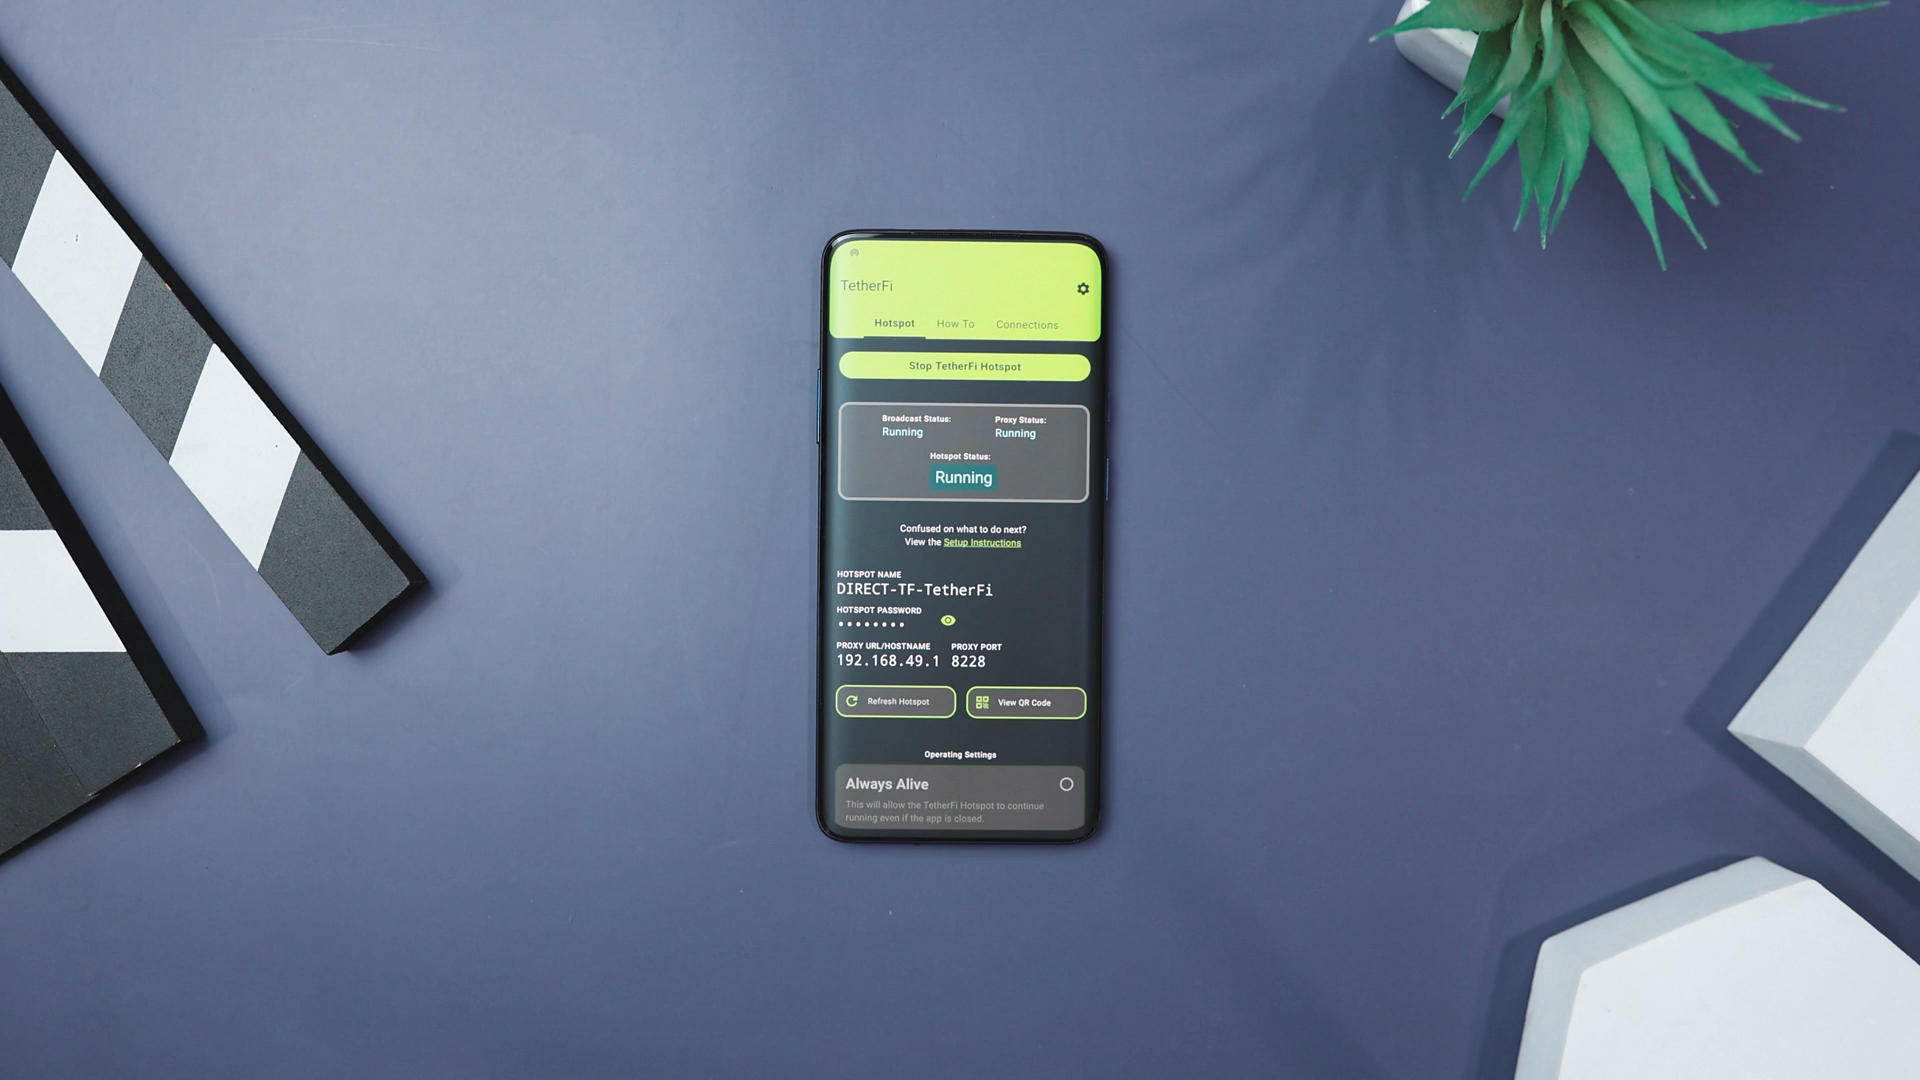 TetherFi
Hotspot How To Connections
Stop TetherFi Hotspot
Broadcast Status: Proxy Status:
Running Running
Hotspot Status:
Running
Confused on what to do next?
View the Setup Instructions
HOTSPOT NAME
DIRECT-TF-TetherFi
HOTSPOT PASSWORD
••••••••
PROXY URL/HOSTNAME PROXY PORT
192.168.49.1 8228
Refresh Hotspot View QR Code
Operating Settings
Always Alive
This will allow the TetherFi Hotspot to continue
running even if the app is closed.